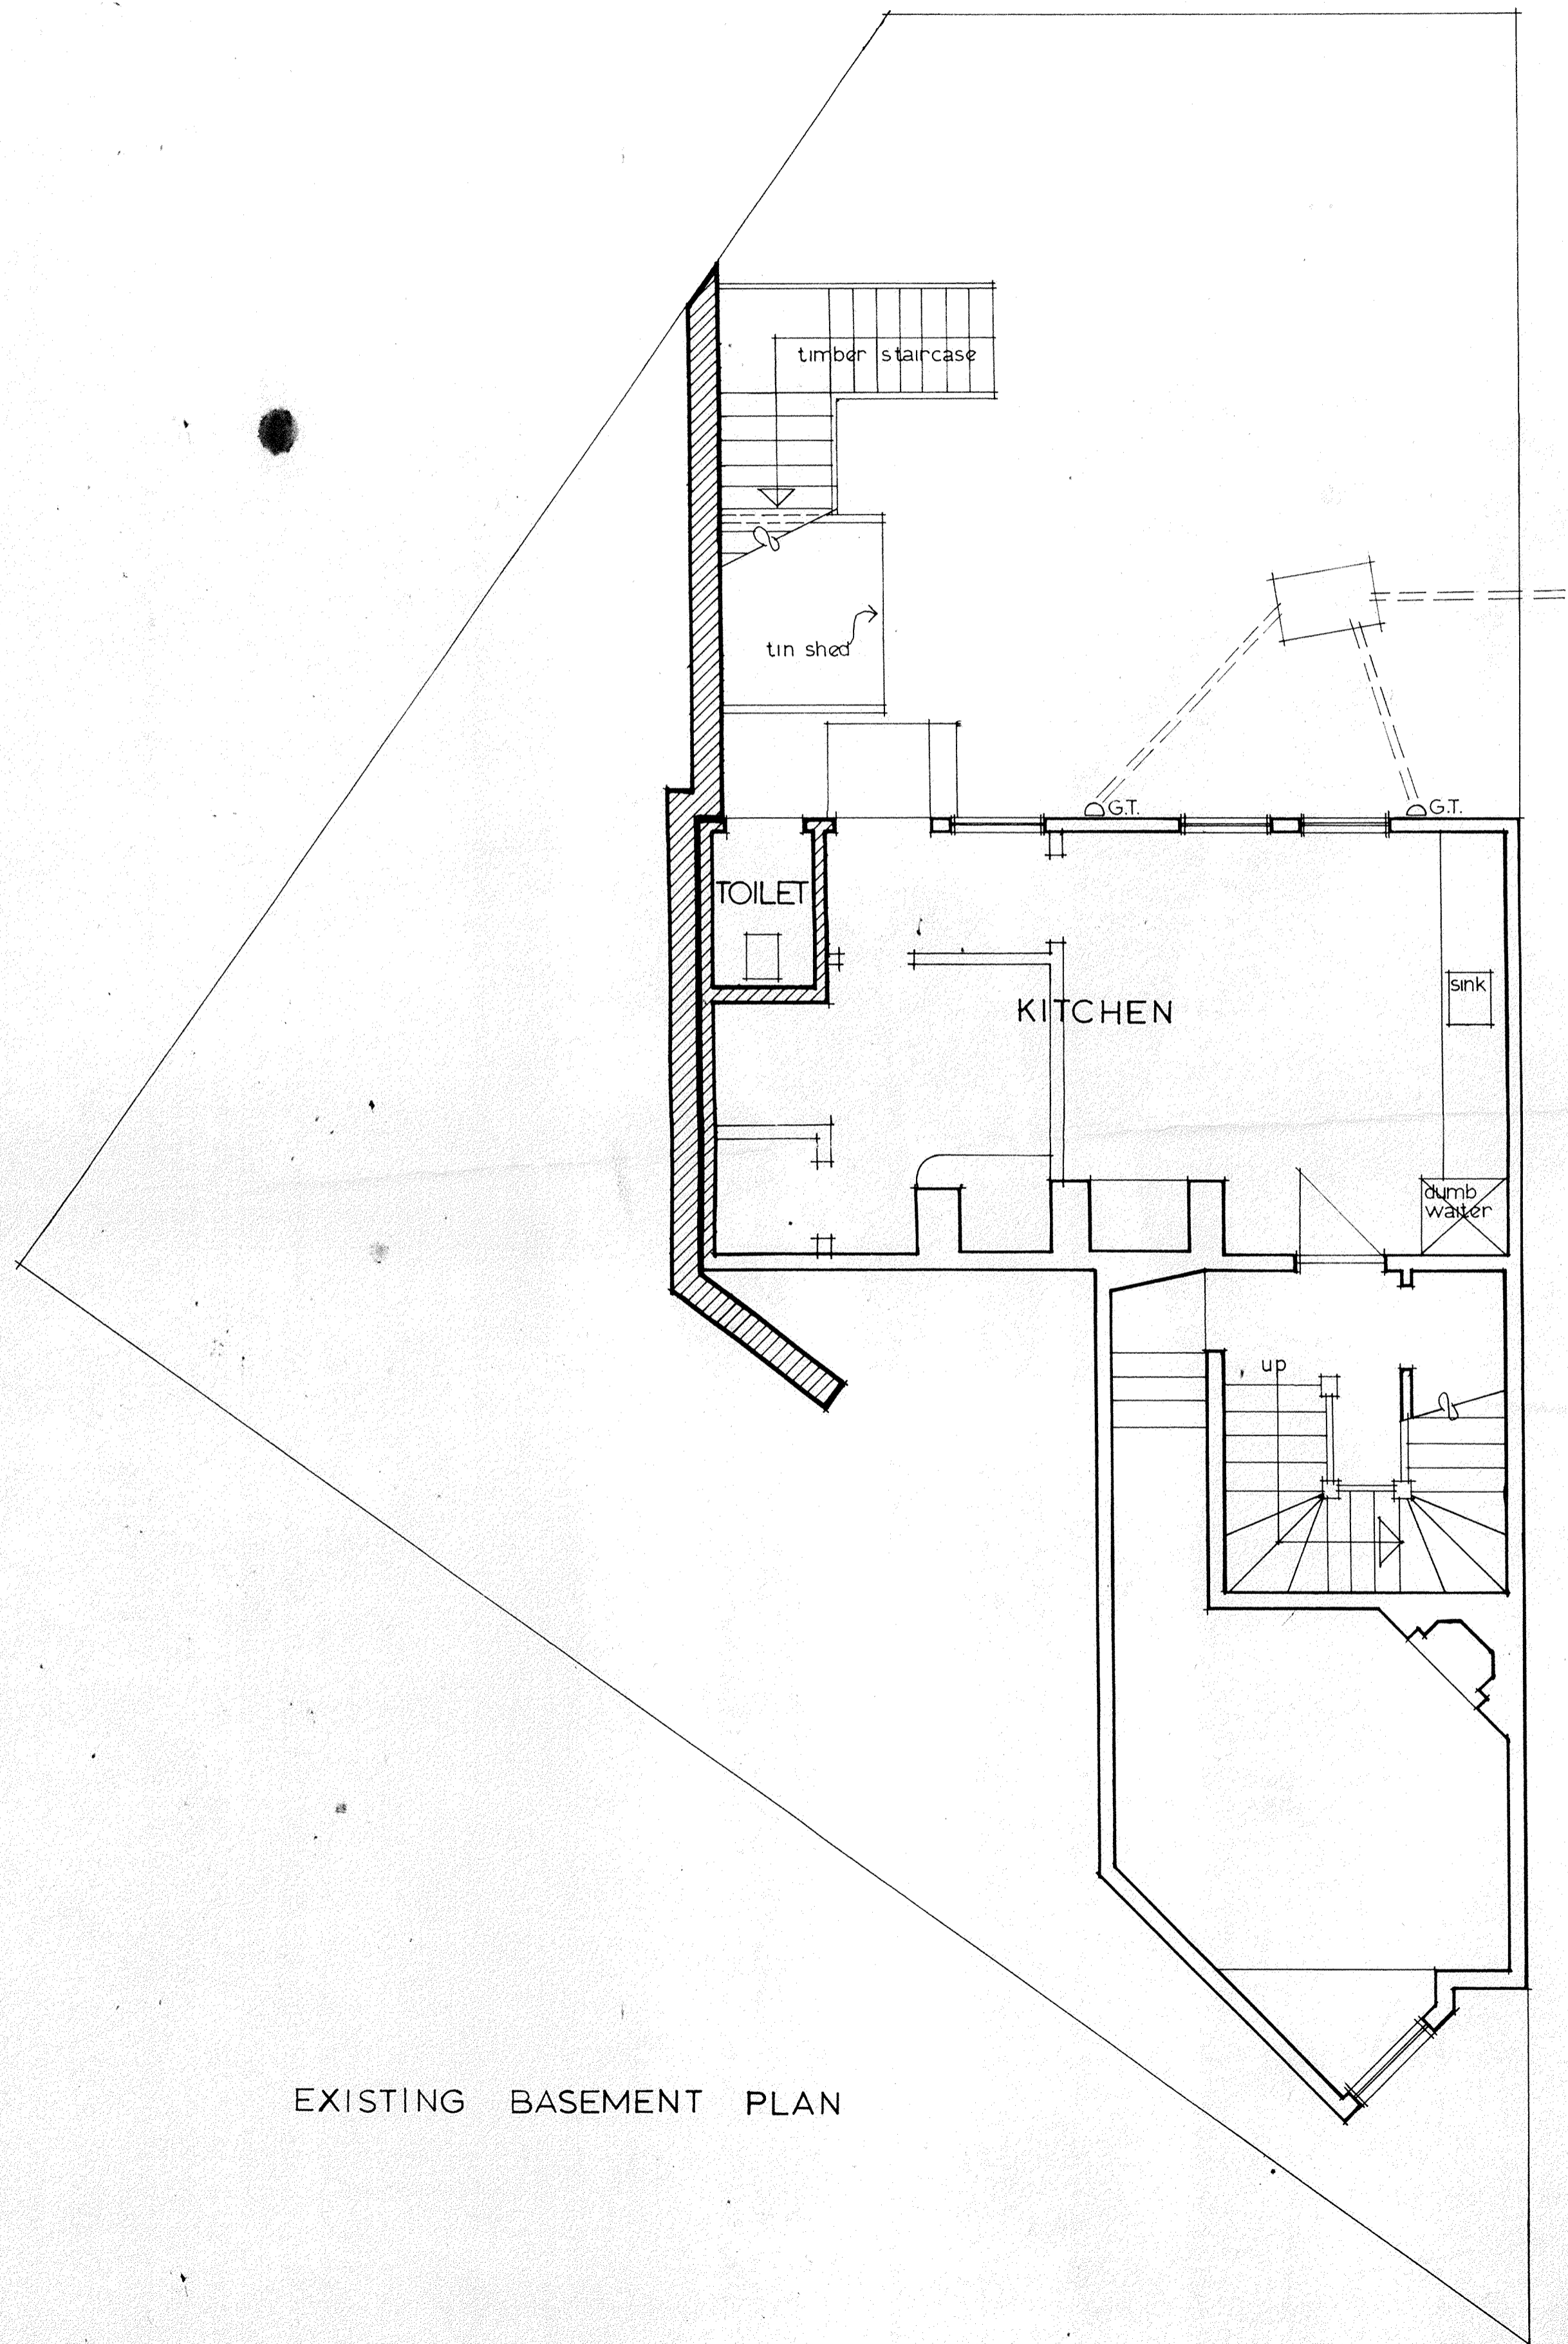 timber staircase
tin shed
G.T.
G.T.
TOILET
sink
KITCHEN
dumb
waiter
up
EXISTING BASEMENT PLAN